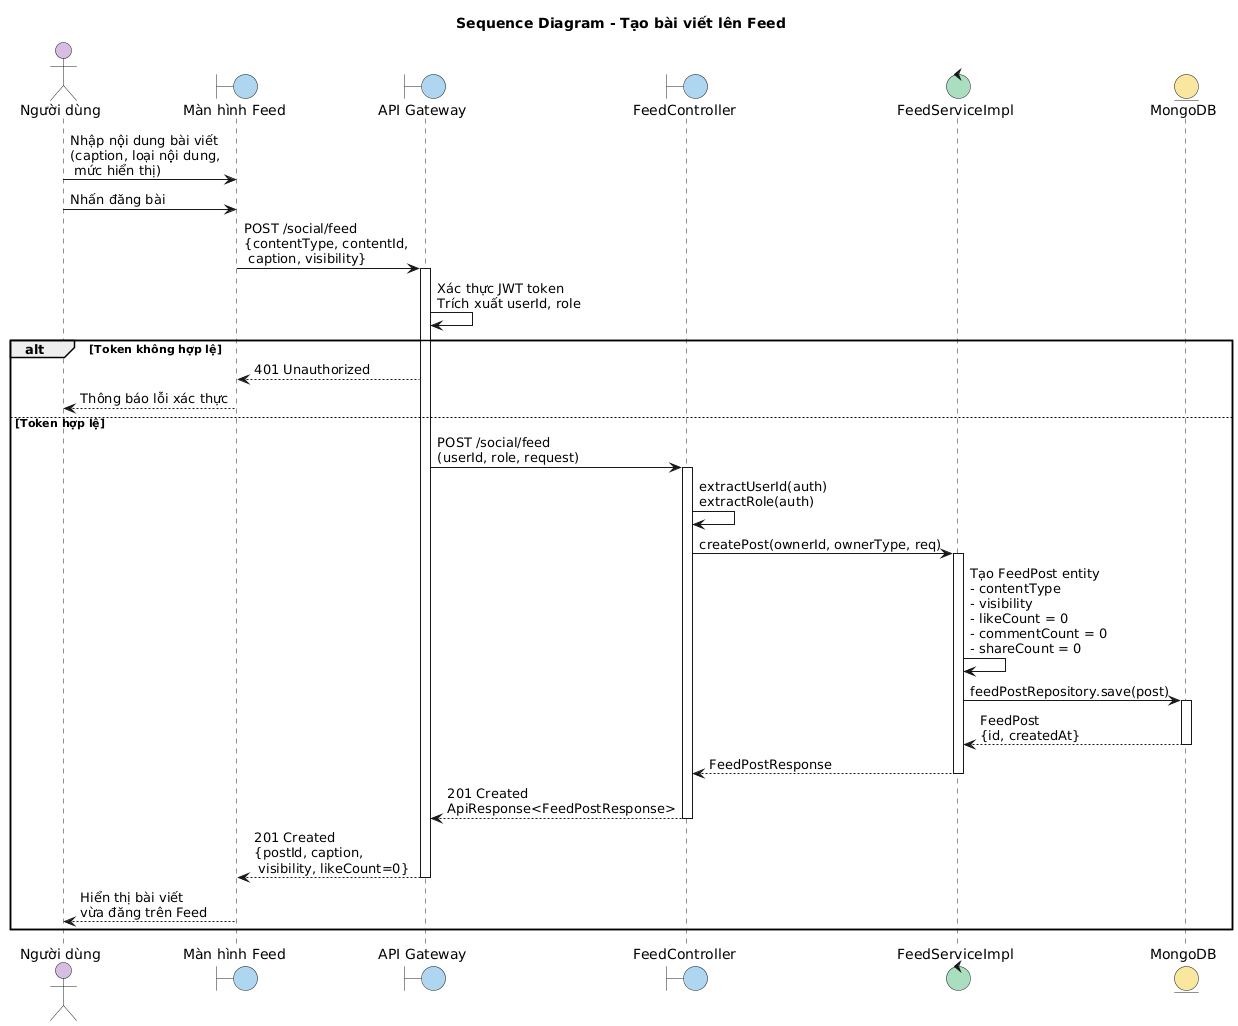 Sequence Diagram - Tạo bài viết lên Feed
Người dùng
Màn hình Feed
API Gateway
FeedController
FeedServiceImpl
MongoDB
Nhập nội dung bài viết
(caption, loại nội dung,
mức hiển thị)
Nhấn đăng bài
POST /social/feed
{contentType, contentId,
caption, visibility}
Xác thực JWT token
Trích xuất userId, role
alt
[Token không hợp lệ]
401 Unauthorized
Thông báo lỗi xác thực
[Token hợp lệ]
POST /social/feed
(userId, role, request)
extractUserId(auth)
extractRole(auth)
createPost(ownerId, ownerType, req)
Tạo FeedPost entity
- contentType
- visibility
- likeCount = 0
- commentCount = 0
- shareCount = 0
feedPostRepository.save(post)
FeedPost
{id, createdAt}
FeedPostResponse
201 Created
ApiResponse<FeedPostResponse>
201 Created
{postId, caption,
visibility, likeCount=0}
Hiển thị bài viết
vừa đăng trên Feed
Người dùng
Màn hình Feed
API Gateway
FeedController
FeedServiceImpl
MongoDB